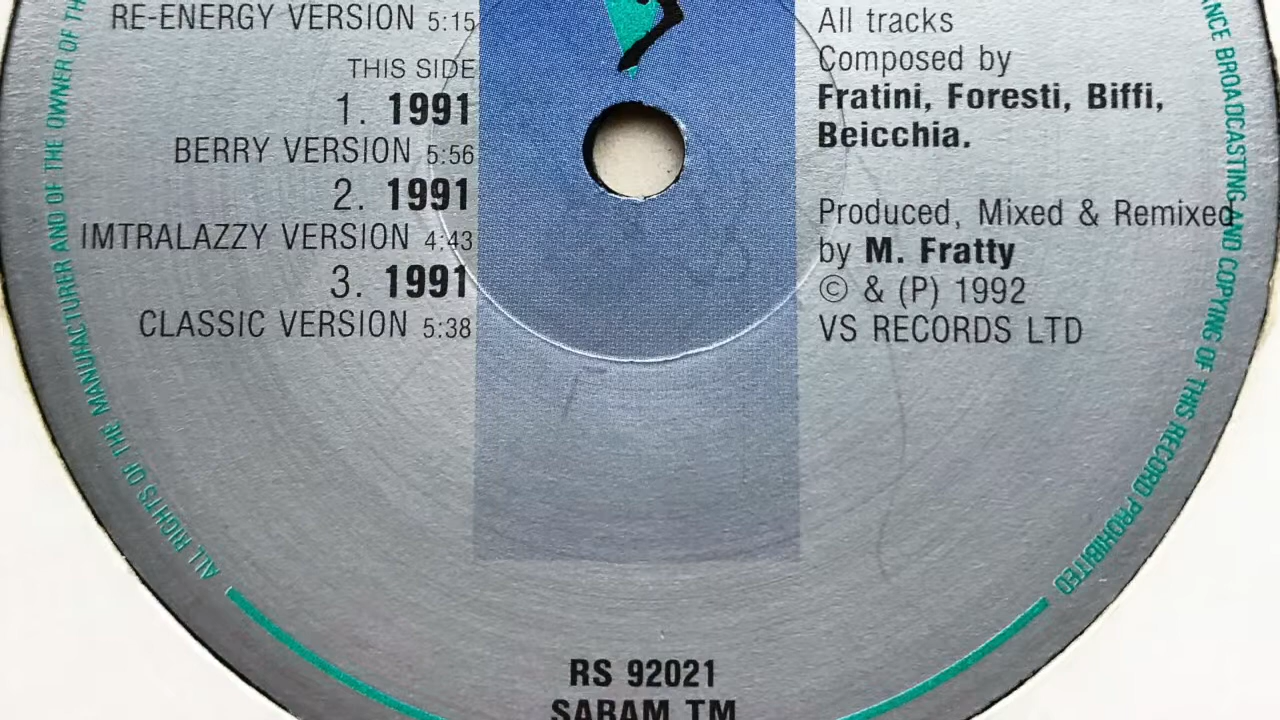 RE-ENERGY VERSION 5:15
THIS SIDE
1. 1991
BERRY VERSION 5:56
2. 1991
IMTRALAZZY VERSION 4:43
3. 1991
CLASSIC VERSION 5:38
All tracks
Composed by
Fratini, Foresti, Biffi,
Beicchia.
Produced, Mixed & Remixed
by M. Fratty
© & (P) 1992
VS RECORDS LTD
RS 92021
SARAM TM
ALL RIGHTS OF THE MANUFACTURER AND OF THE OWNER OF
BROADCASTING AND COPYING OF THIS RECORD PROHIBITED